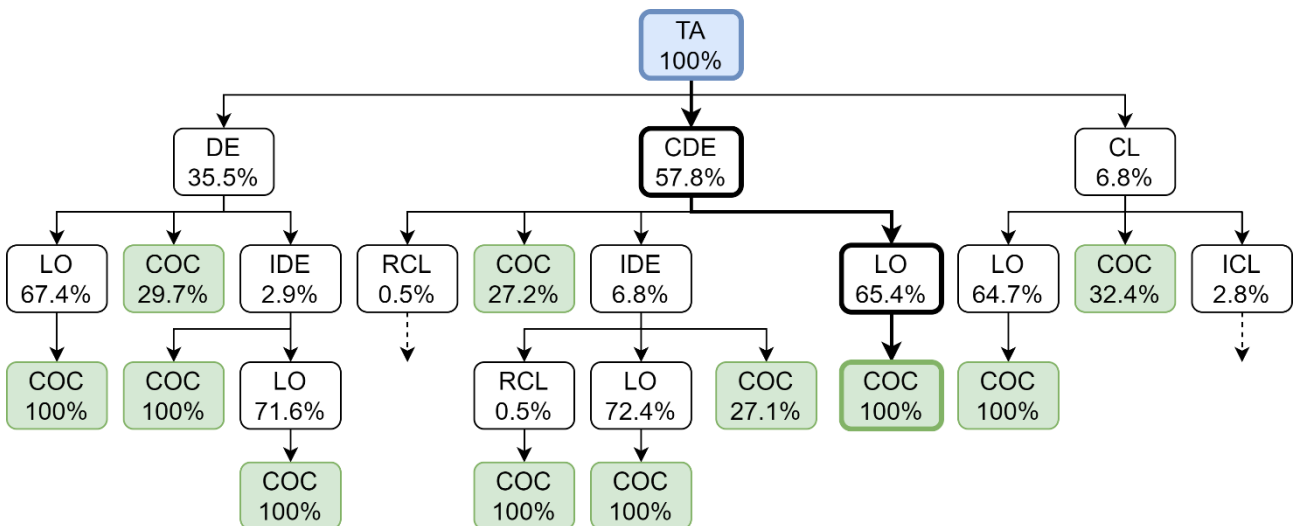 TA
100%
DE
35.5%
CDE
57.8%
CL
6.8%
LO
67.4%
COC
29.7%
IDE
2.9%
RCL
0.5%
COC
27.2%
IDE
6.8%
LO
65.4%
LO
64.7%
COC
32.4%
ICL
2.8%
COC
100%
COC
100%
LO
71.6%
RCL
0.5%
LO
72.4%
COC
27.1%
COC
100%
COC
100%
COC
100%
COC
100%
COC
100%